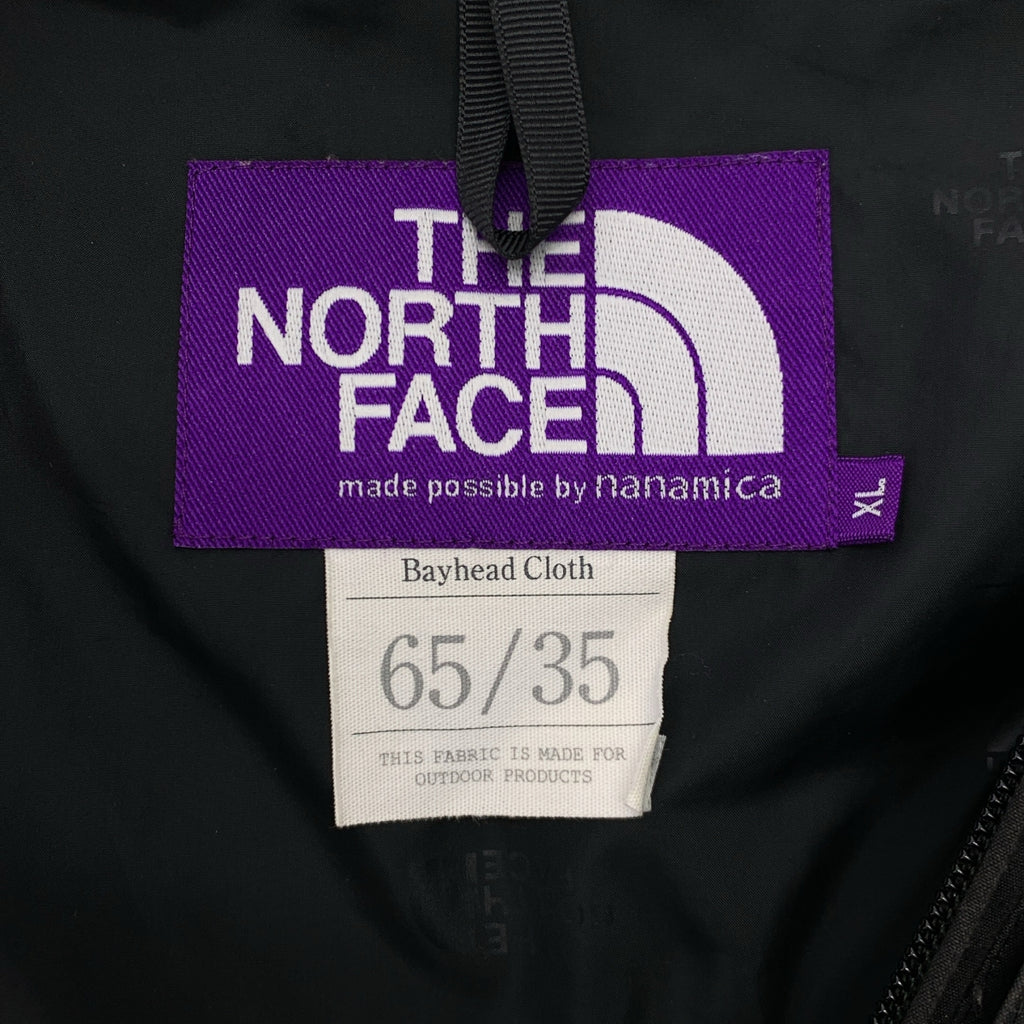 THE
NORTH
FACE
made possible by nanamica
XL
Bayhead Cloth
65/35
THIS FABRIC IS MADE FOR
OUTDOOR PRODUCTS